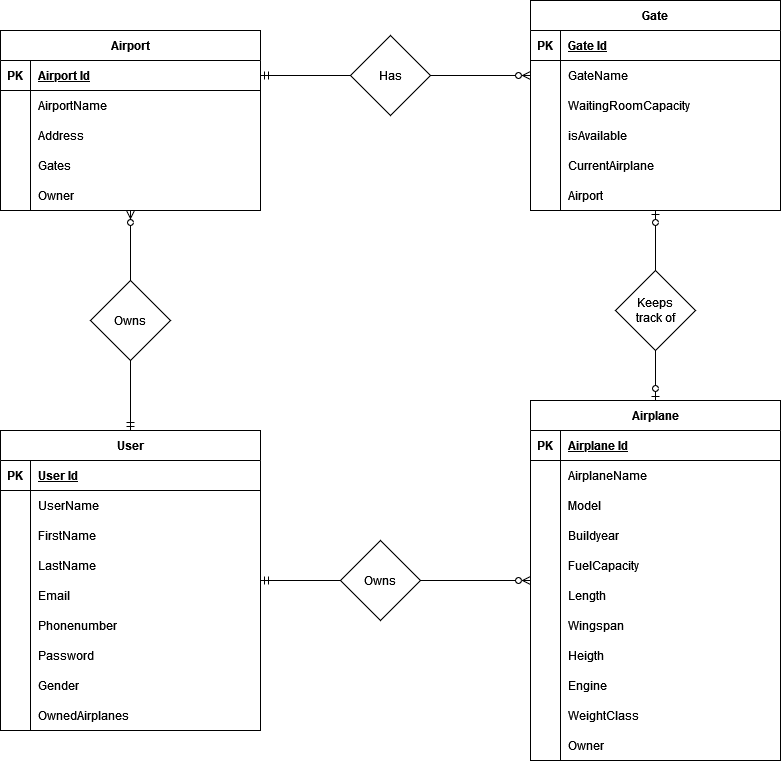 Airport
PK Airport Id
AirportName
Address
Gates
Owner
Has
Gate
PK Gate Id
GateName
WaitingRoomCapacity
isAvailable
CurrentAirplane
Airport
Owns
Keeps
track of
User
PK User Id
UserName
FirstName
LastName
Email
Phonenumber
Password
Gender
OwnedAirplanes
Owns
Airplane
PK Airplane Id
AirplaneName
Model
Buildyear
FuelCapacity
Length
Wingspan
Heigth
Engine
WeightClass
Owner